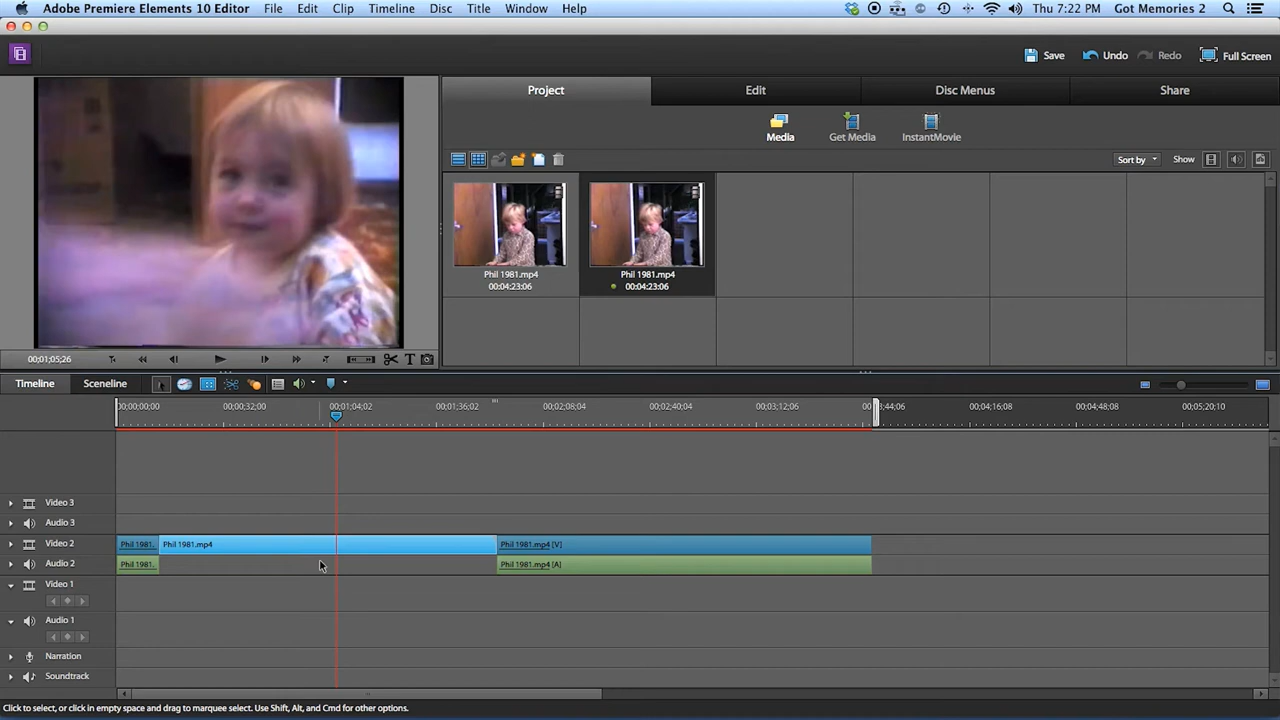 Adobe Premiere Elements 10 Editor File Edit Clip Timeline Disc Title Window Help Thu 7:22 PM Got Memories 2
Save Undo Redo Full Screen
Project Edit Disc Menus Share
Media Get Media InstantMovie
Sort by Show
Phil 1981.mp4 Phil 1981.mp4
00:04:23:06 00:04:23:06
00;01;05;26 T
Timeline Sceneline
00:00:00:00 00:00:32:00 00:01:04:02 00:01:36:02 00:02:08:04 00:02:40:04 00:03:12:06 00:03:44:06 00:04:16:08 00:04:48:08 00:05:20:10
Video 3
Audio 3
Video 2 Phil 1981. Phil 1981.mp4 Phil 1981.mp4 [V]
Audio 2 Phil 1981. Phil 1981.mp4 [A]
Video 1
Audio 1
Narration
Soundtrack
Click to select, or click in empty space and drag to marquee select. Use Shift, Alt, and Cmd for other options.